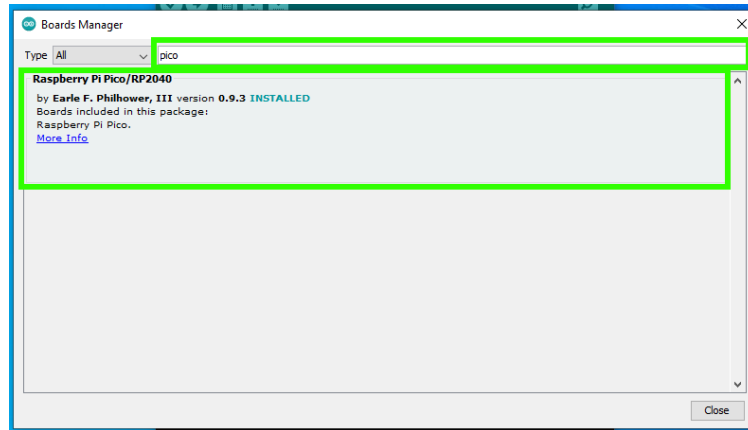 Boards Manager
Type All pico
Raspberry Pi Pico/RP2040
by Earle F. Philhower, III version 0.9.3 INSTALLED
Boards included in this package:
Raspberry Pi Pico.
More Info
Close